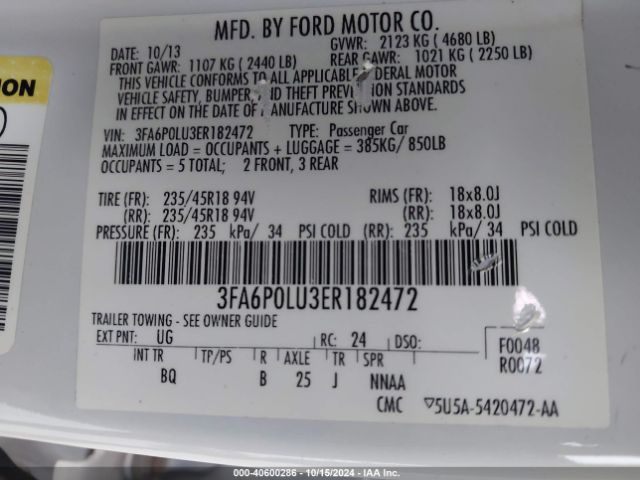 MFD. BY FORD MOTOR CO.
DATE: 10/13 GVWR: 2123 KG ( 4680 LB)
FRONT GAWR: 1107 KG ( 2440 LB) REAR GAWR: 1021 KG ( 2250 LB)
THIS VEHICLE CONFORMS TO ALL APPLICABLE FEDERAL MOTOR
VEHICLE SAFETY, BUMPER, AND THEFT PREVENTION STANDARDS
IN EFFECT ON THE DATE OF MANUFACTURE SHOWN ABOVE.
VIN: 3FA6P0LU3ER182472 TYPE: Passenger Car
MAXIMUM LOAD = OCCUPANTS + LUGGAGE = 385KG/ 850LB
OCCUPANTS = 5 TOTAL; 2 FRONT, 3 REAR
TIRE (FR): 235/45R18 94V RIMS (FR): 18x8.0J
(RR): 235/45R18 94V (RR): 18x8.0J
PRESSURE (FR): 235 kPa/ 34 PSI COLD (RR): 235 kPa/ 34 PSI COLD
3FA6P0LU3ER182472
TRAILER TOWING - SEE OWNER GUIDE
EXT PNT: UG RC: 24 DSO: F0048
R0072
INT TR TP/PS R AXLE TR SPR
BQ B 25 J NNAA
CMC ▽5U5A-5420472-AA
000-40600286 - 10/15/2024 - IAA Inc.